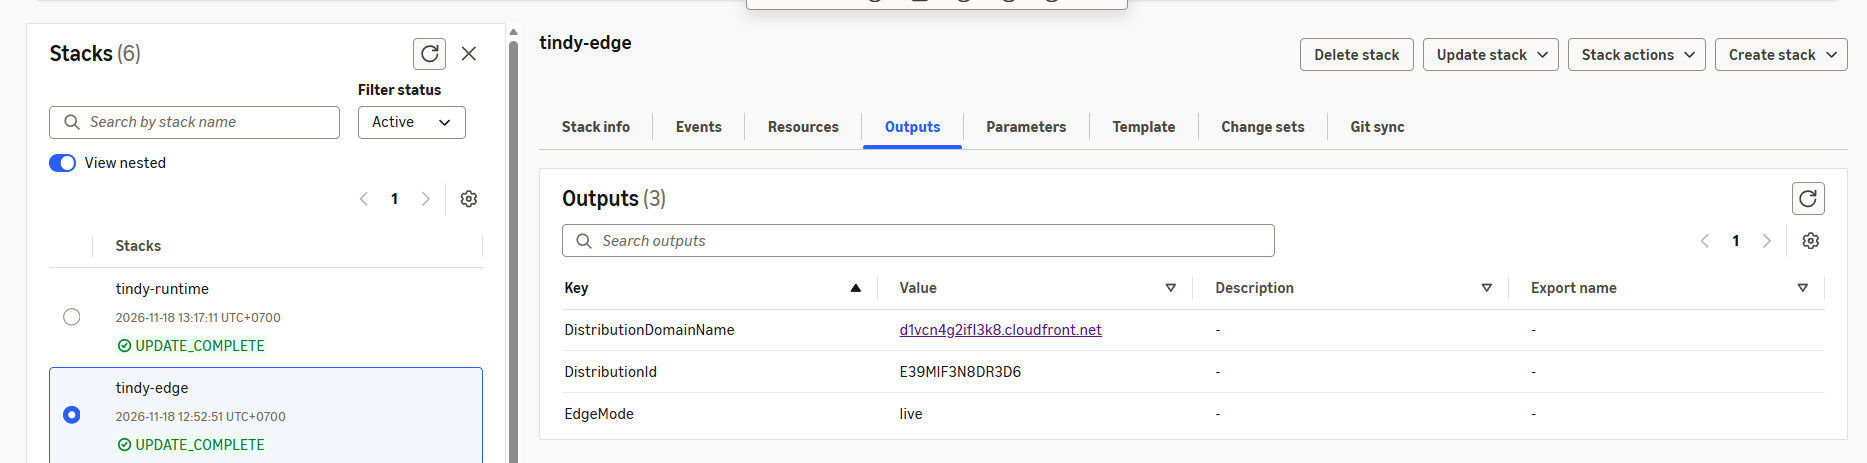 Stacks (6)
Filter status
Search by stack name
Active
View nested
1
Stacks
tindy-runtime
2026-11-18 13:17:11 UTC+0700
UPDATE_COMPLETE
tindy-edge
2026-11-18 12:52:51 UTC+0700
UPDATE_COMPLETE
tindy-edge
Delete stack
Update stack
Stack actions
Create stack
Stack info
Events
Resources
Outputs
Parameters
Template
Change sets
Git sync
Outputs (3)
Search outputs
1
Key Value Description Export name
DistributionDomainName d1vcn4g2ifl3k8.cloudfront.net - -
DistributionId E39MIF3N8DR3D6 - -
EdgeMode live - -